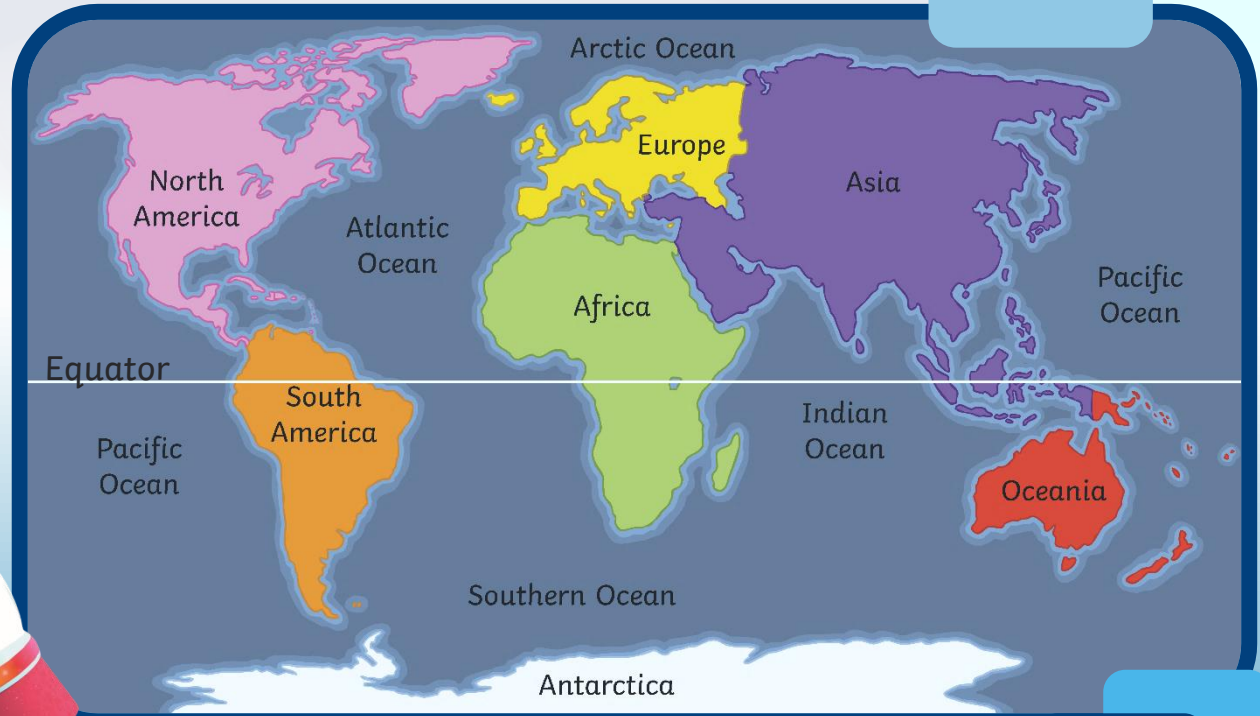 Arctic Ocean
Europe
Asia
North
America
Atlantic
Ocean
Pacific
Ocean
Africa
Equator
South
America
Indian
Ocean
Pacific
Ocean
Oceania
Southern Ocean
Antarctica